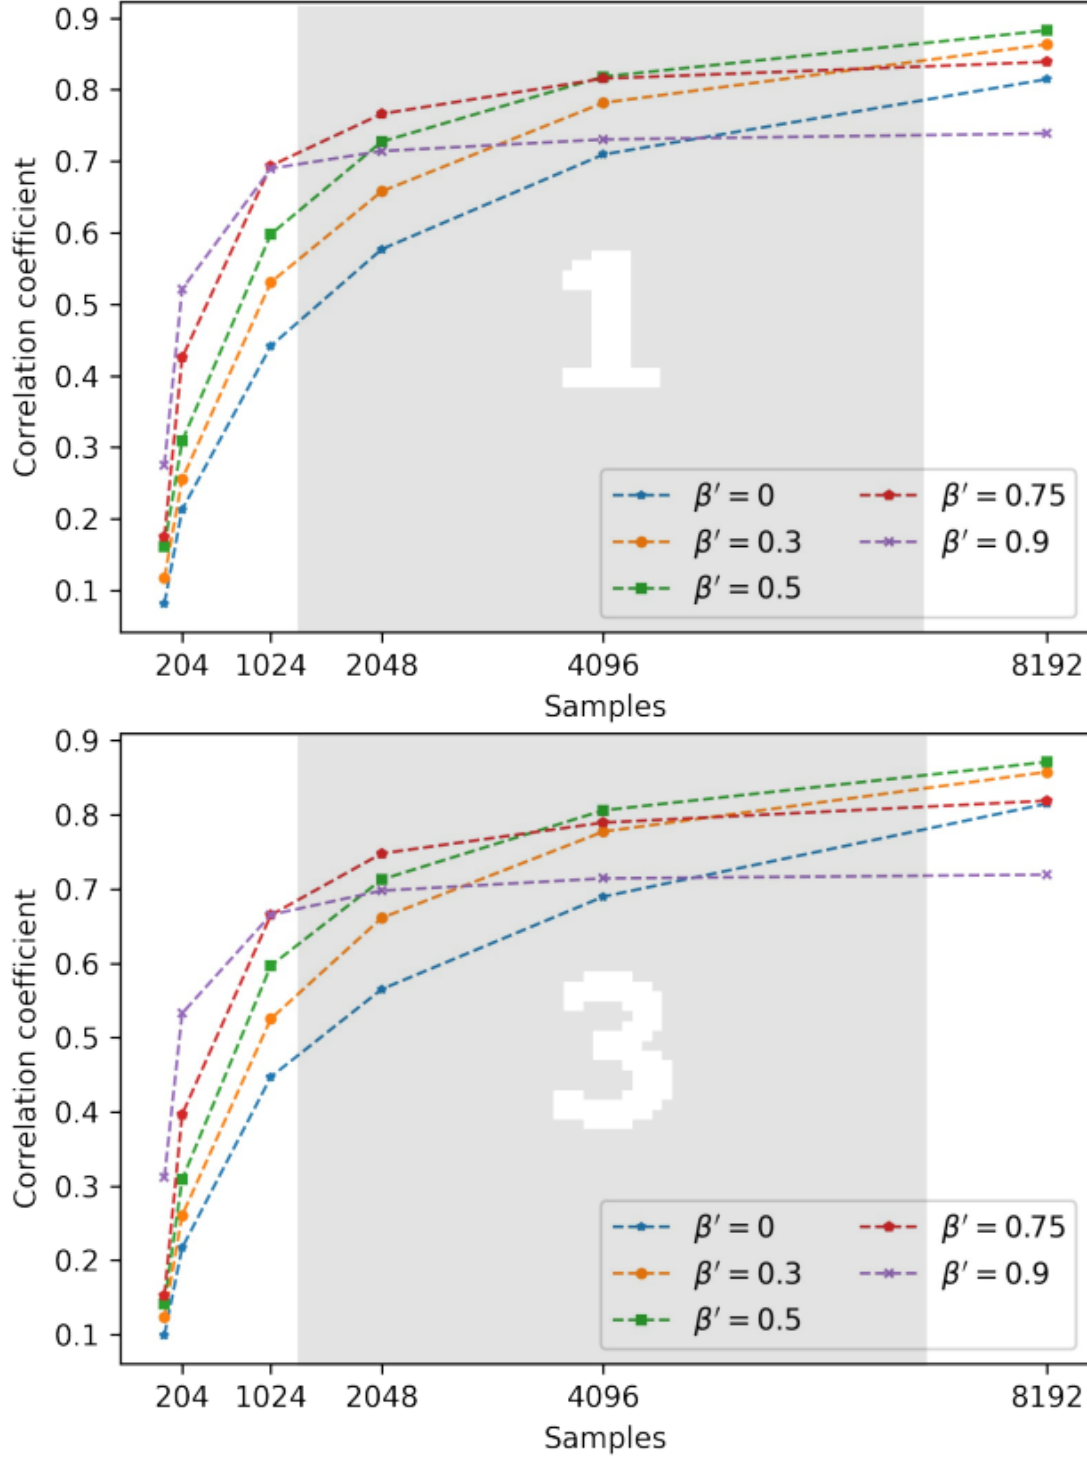 0.9
0.8
0.7
0.6
0.5
0.4
0.3
0.2
0.1
Correlation coefficient
1
β′ = 0
β′ = 0.3
β′ = 0.5
β′ = 0.75
β′ = 0.9
204 1024 2048 4096 8192
Samples
0.9
0.8
0.7
0.6
0.5
0.4
0.3
0.2
0.1
Correlation coefficient
3
β′ = 0
β′ = 0.3
β′ = 0.5
β′ = 0.75
β′ = 0.9
204 1024 2048 4096 8192
Samples